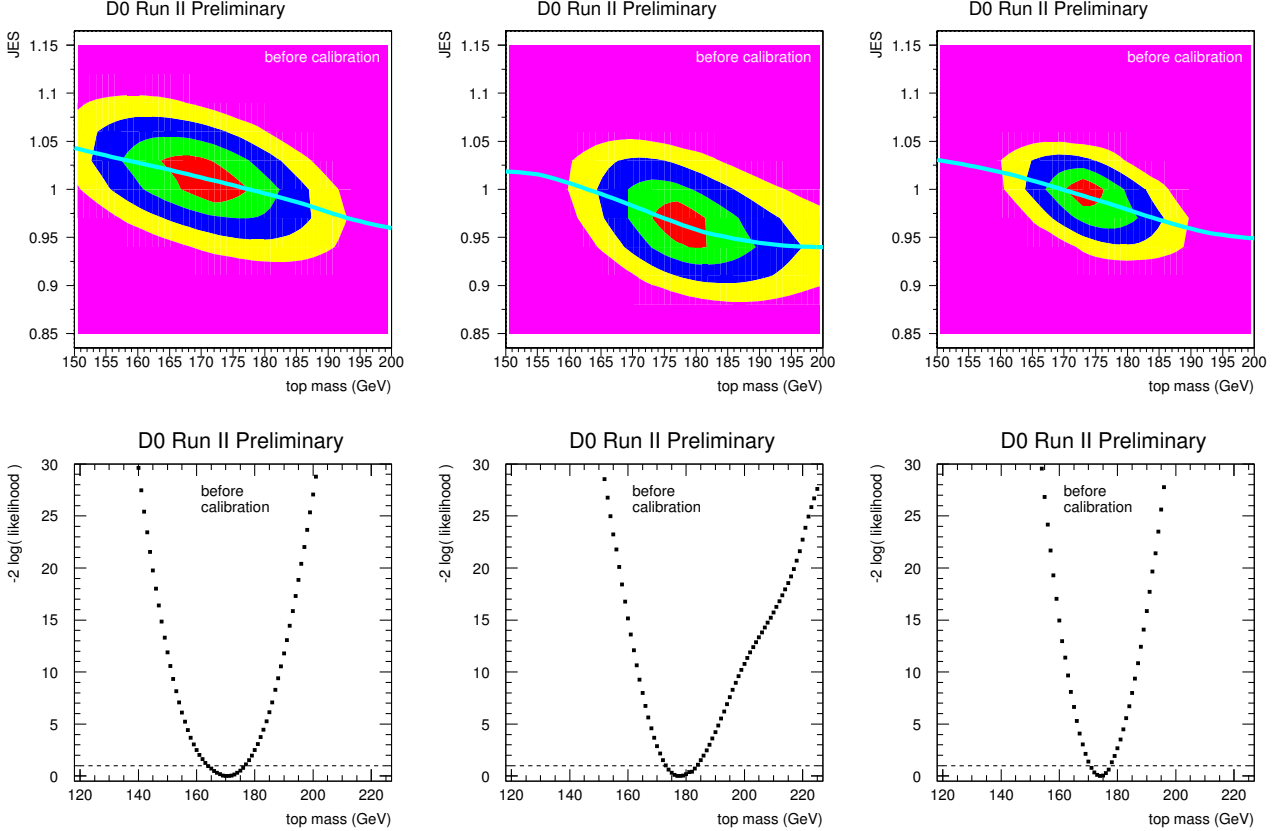 D0 Run II Preliminary
JES
before calibration
1.15
1.1
1.05
1
0.95
0.9
0.85
150 155 160 165 170 175 180 185 190 195 200
top mass (GeV)
D0 Run II Preliminary
JES
before calibration
1.15
1.1
1.05
1
0.95
0.9
0.85
150 155 160 165 170 175 180 185 190 195 200
top mass (GeV)
D0 Run II Preliminary
JES
before calibration
1.15
1.1
1.05
1
0.95
0.9
0.85
150 155 160 165 170 175 180 185 190 195 200
top mass (GeV)
D0 Run II Preliminary
-2 log( likelihood )
before
calibration
30
25
20
15
10
5
0
120 140 160 180 200 220
top mass (GeV)
D0 Run II Preliminary
-2 log( likelihood )
before
calibration
30
25
20
15
10
5
0
120 140 160 180 200 220
top mass (GeV)
D0 Run II Preliminary
-2 log( likelihood )
before
calibration
30
25
20
15
10
5
0
120 140 160 180 200 220
top mass (GeV)